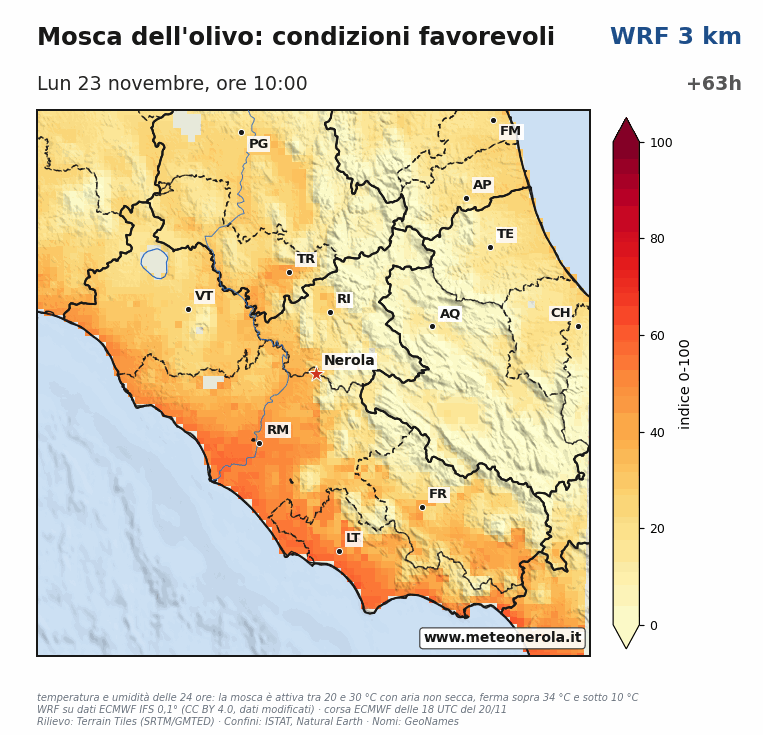 Mosca dell'olivo: condizioni favorevoli
WRF 3 km
Lun 23 novembre, ore 10:00
+63h
FM
PG
AP
TE
TR
VT
RI
AQ
CH
Nerola
RM
FR
LT
www.meteonerola.it
100
80
60
40
20
0
indice 0-100
temperatura e umidità delle 24 ore: la mosca è attiva tra 20 e 30 °C con aria non secca, ferma sopra 34 °C e sotto 10 °C
WRF su dati ECMWF IFS 0,1° (CC BY 4.0, dati modificati) · corsa ECMWF delle 18 UTC del 20/11
Rilievo: Terrain Tiles (SRTM/GMTED) · Confini: ISTAT, Natural Earth · Nomi: GeoNames